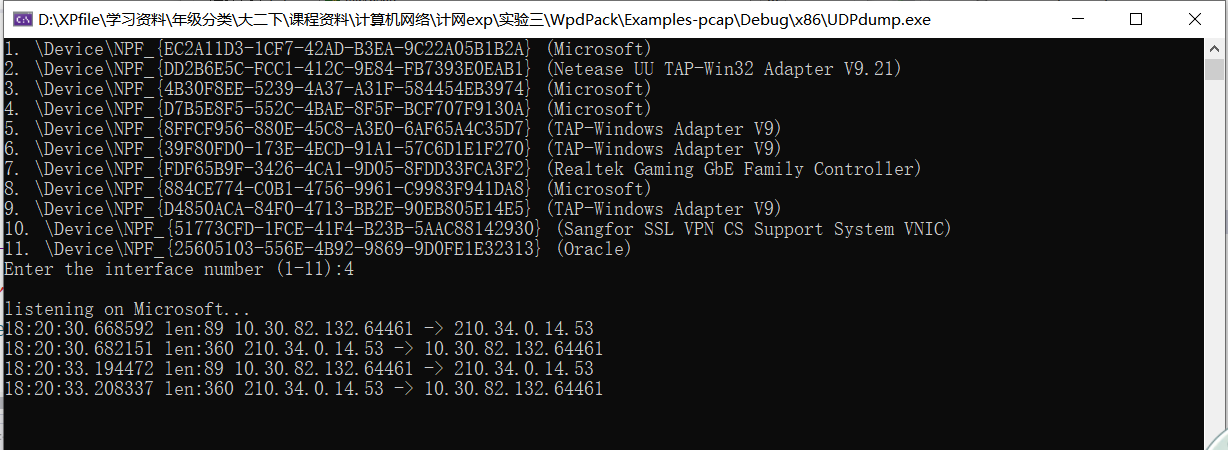 D:\XPfile\学习资料\年级分类\大二下\课程资料\计算机网络\计网exp\实验三\WpdPack\Examples-pcap\Debug\x86\UDPdump.exe
1. \Device\NPF_{EC2A11D3-1CF7-42AD-B3EA-9C22A05B1B2A} (Microsoft)
2. \Device\NPF_{DD2B6E5C-FCC1-412C-9E84-FB7393E0EAB1} (Netease UU TAP-Win32 Adapter V9.21)
3. \Device\NPF_{4B30F8EE-5239-4A37-A31F-584454EB3974} (Microsoft)
4. \Device\NPF_{D7B5E8F5-552C-4BAE-8F5F-BCF707F9130A} (Microsoft)
5. \Device\NPF_{8FFCF956-880E-45C8-A3E0-6AF65A4C35D7} (TAP-Windows Adapter V9)
6. \Device\NPF_{39F80FD0-173E-4ECD-91A1-57C6D1E1F270} (TAP-Windows Adapter V9)
7. \Device\NPF_{FDF65B9F-3426-4CA1-9D05-8FDD33FCA3F2} (Realtek Gaming GbE Family Controller)
8. \Device\NPF_{884CE774-C0B1-4756-9961-C9983F941DA8} (Microsoft)
9. \Device\NPF_{D4850ACA-84F0-4713-BB2E-90EB805E14E5} (TAP-Windows Adapter V9)
10. \Device\NPF_{51773CFD-1FCE-41F4-B23B-5AAC88142930} (Sangfor SSL VPN CS Support System VNIC)
11. \Device\NPF_{25605103-556E-4B92-9869-9D0FE1E32313} (Oracle)
Enter the interface number (1-11):4
listening on Microsoft...
18:20:30.668592 len:89 10.30.82.132.64461 -> 210.34.0.14.53
18:20:30.682151 len:360 210.34.0.14.53 -> 10.30.82.132.64461
18:20:33.194472 len:89 10.30.82.132.64461 -> 210.34.0.14.53
18:20:33.208337 len:360 210.34.0.14.53 -> 10.30.82.132.64461